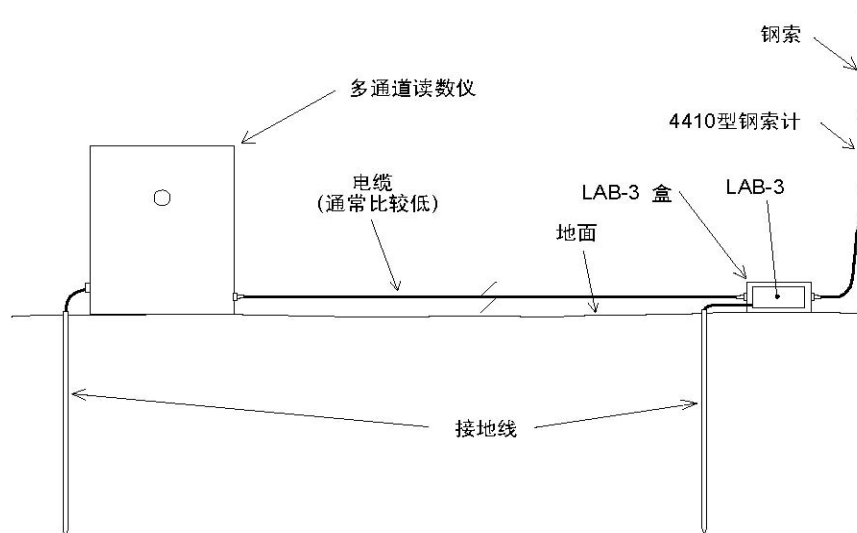 钢索
多通道读数仪
4410型钢索计
电缆
(通常比较低)
LAB-3 盒
LAB-3
地面
接地线